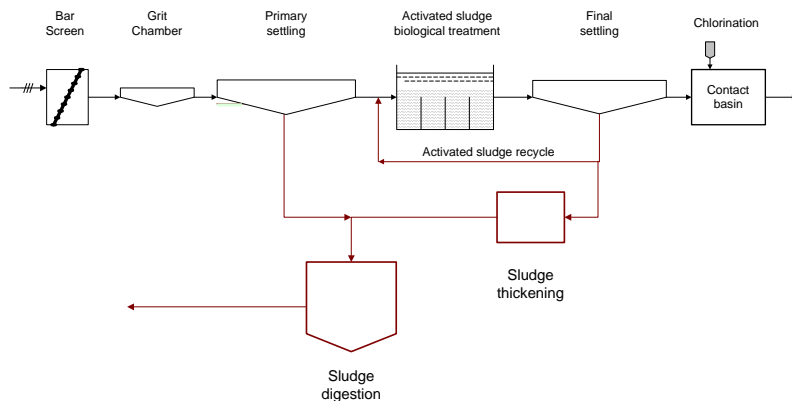 Bar
Screen
Grit
Chamber
Primary
settling
Activated sludge
biological treatment
Final
settling
Chlorination
Contact
basin
Activated sludge recycle
Sludge
thickening
Sludge
digestion